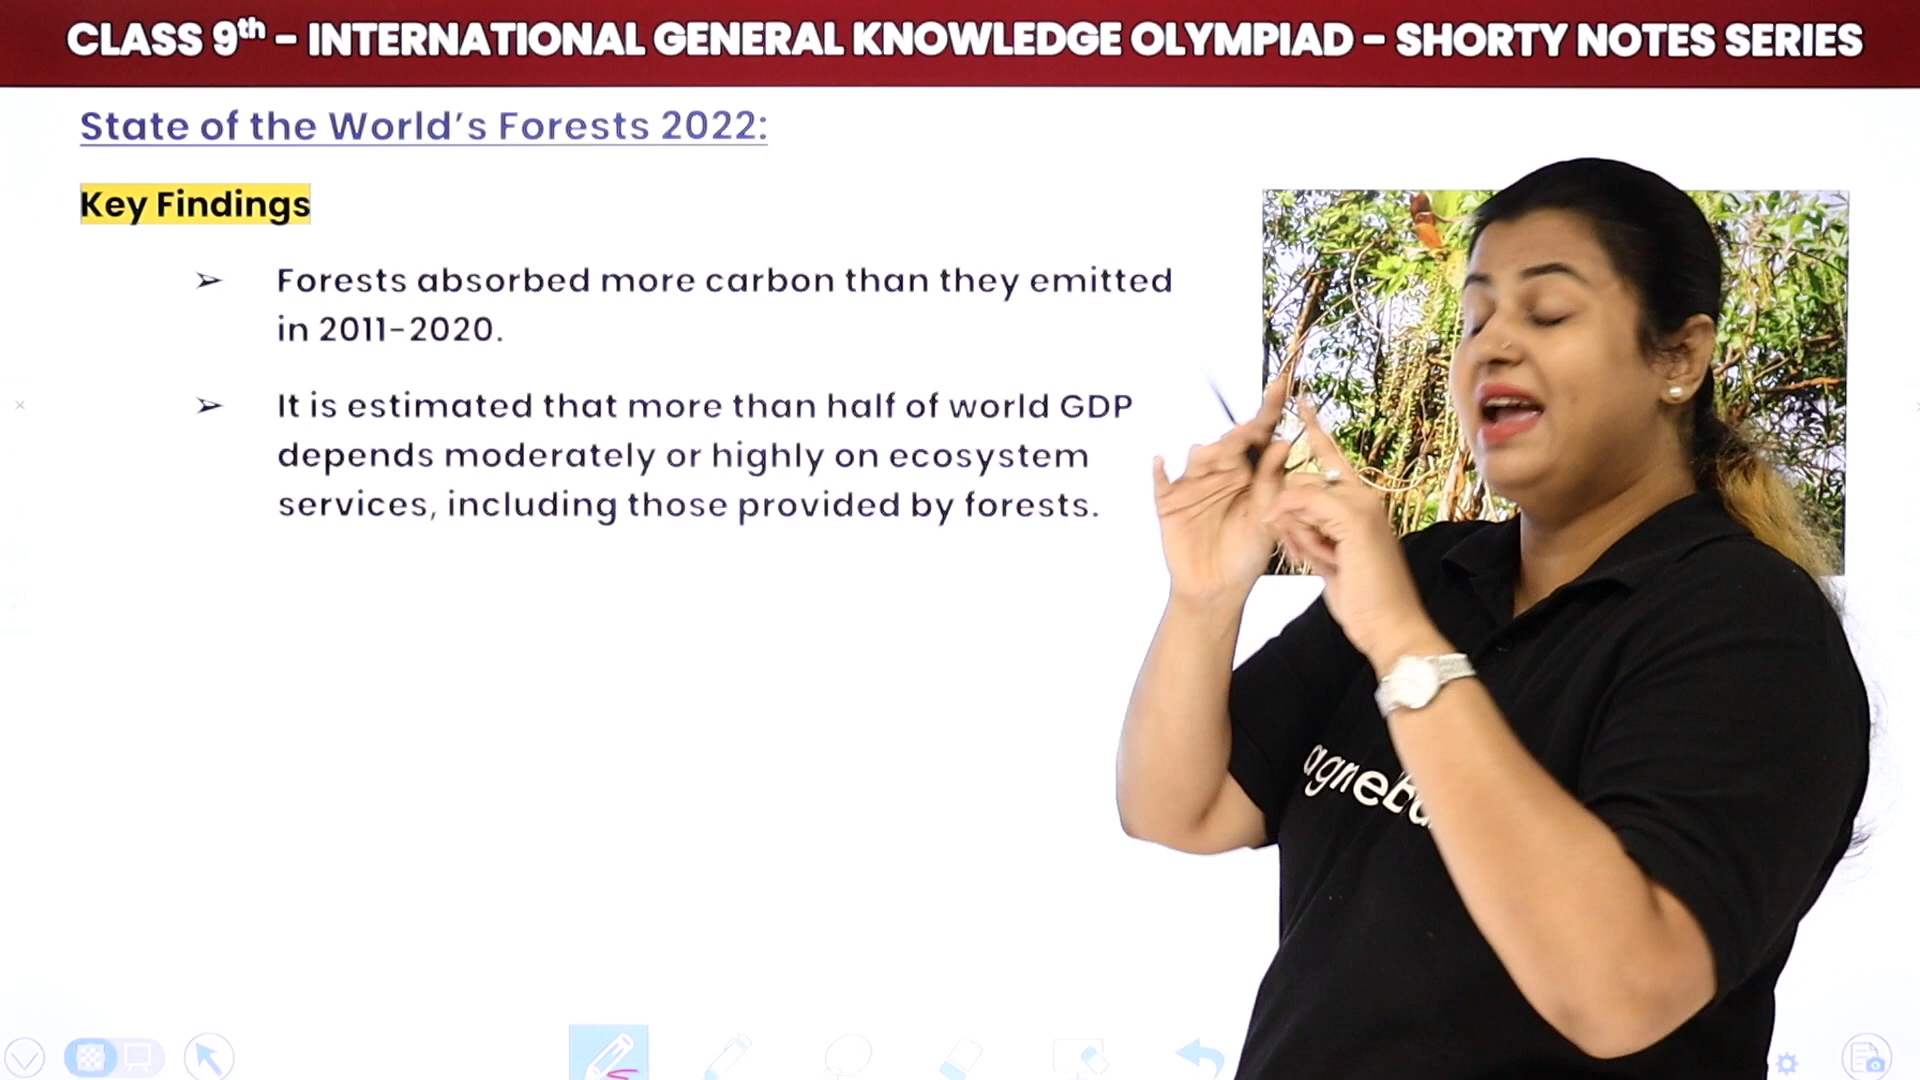 CLASS 9th - INTERNATIONAL GENERAL KNOWLEDGE OLYMPIAD - SHORTY NOTES SERIES
State of the World's Forests 2022:
Key Findings
➢ Forests absorbed more carbon than they emitted
in 2011-2020.
➢ It is estimated that more than half of world GDP
depends moderately or highly on ecosystem
services, including those provided by forests.